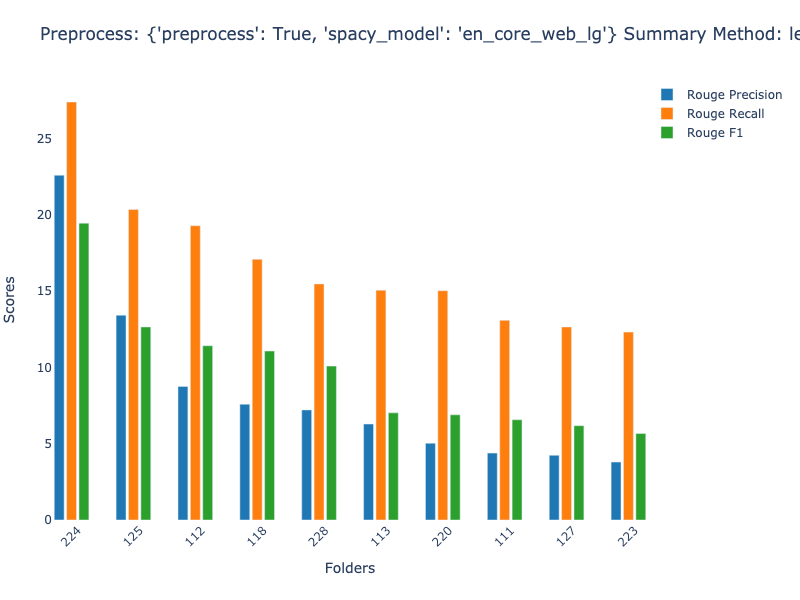 Preprocess: {'preprocess': True, 'spacy_model': 'en_core_web_lg'} Summary Method: le
Rouge Precision
Rouge Recall
Rouge F1
25
20
15
10
5
0
Scores
224 125 112 118 228 113 220 111 127 223
Folders